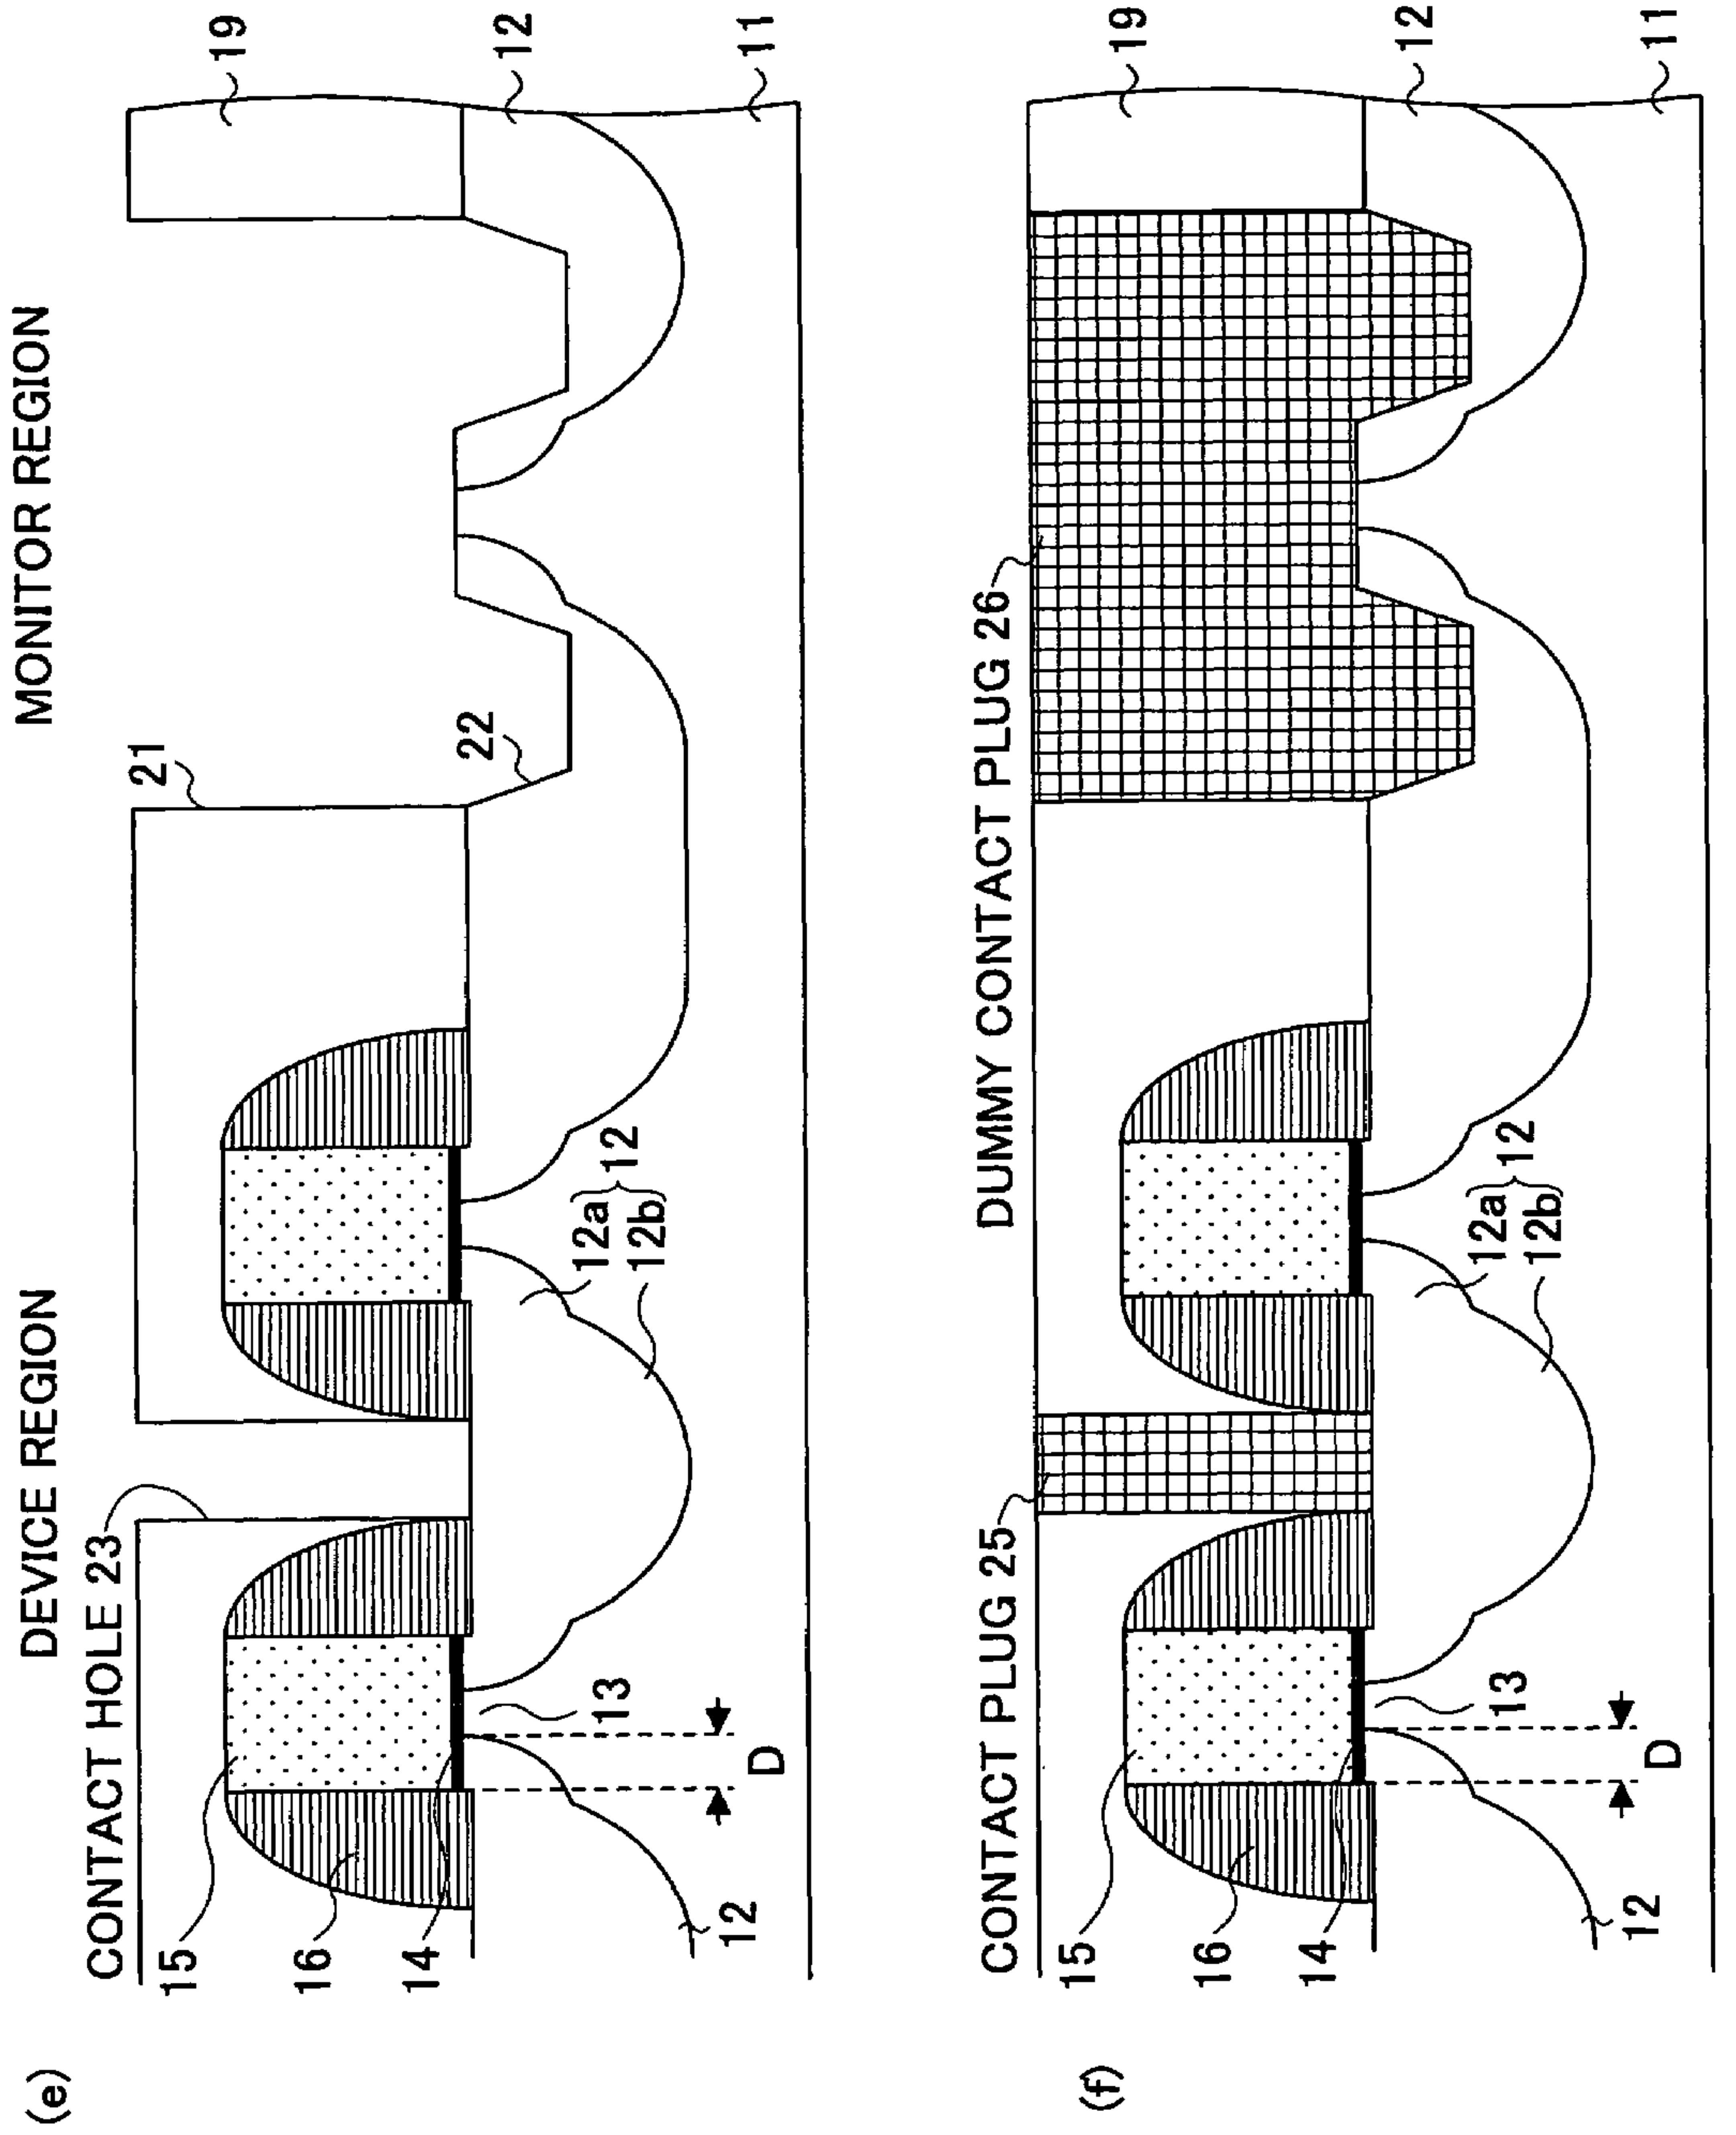 (e)
DEVICE REGION
MONITOR REGION
CONTACT HOLE 23
21
19
15
16
14
22
12
12a
12b
12
13
D
12
11
(f)
CONTACT PLUG 25
DUMMY CONTACT PLUG 26
19
15
16
14
12
12a
12b
12
13
D
12
11